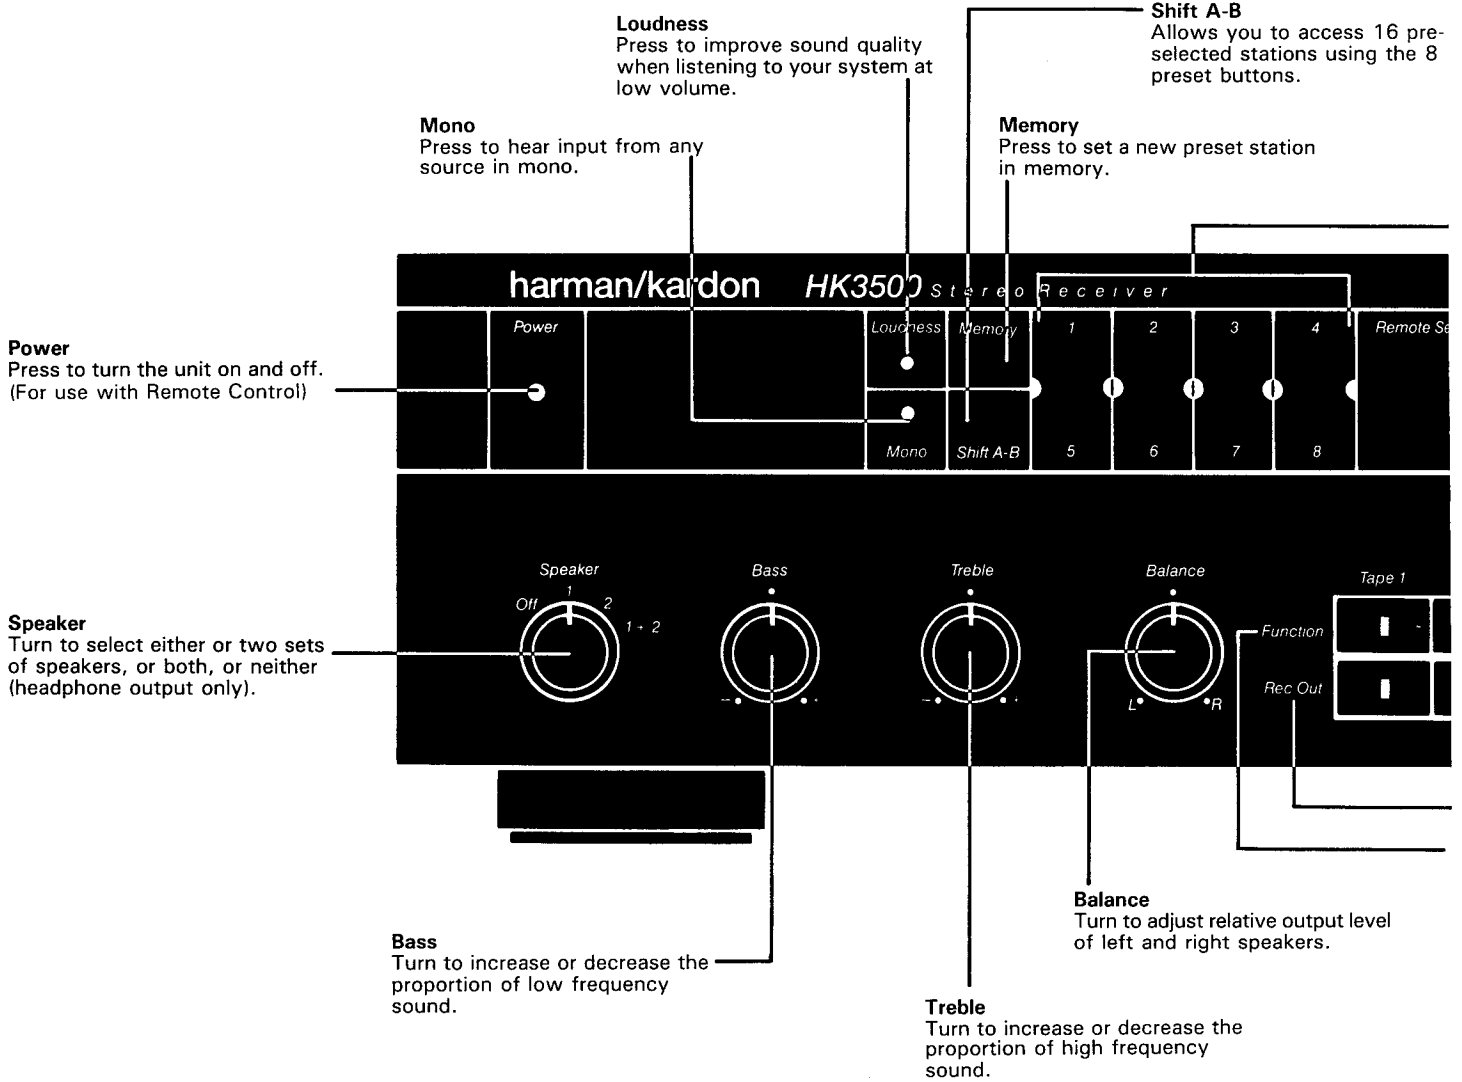 Shift A-B
Allows you to access 16 pre-
selected stations using the 8
preset buttons.
Loudness
Press to improve sound quality
when listening to your system at
low volume.
Mono
Press to hear input from any
source in mono.
Memory
Press to set a new preset station
in memory.
harman/kardon HK3500 Stereo Receiver
Power
Loudness
Memory
1
2
3
4
Remote Se
Mono
Shift A-B
5
6
7
8
Power
Press to turn the unit on and off.
(For use with Remote Control)
Speaker
Off
1
2
1 + 2
Bass
- +
Treble
- +
Balance
L R
Tape 1
Function
Rec Out
Speaker
Turn to select either or two sets
of speakers, or both, or neither
(headphone output only).
Balance
Turn to adjust relative output level
of left and right speakers.
Bass
Turn to increase or decrease the
proportion of low frequency
sound.
Treble
Turn to increase or decrease the
proportion of high frequency
sound.